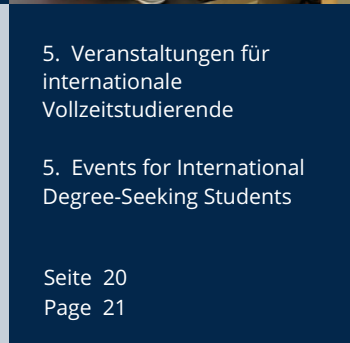 5. Veranstaltungen für
internationale
Vollzeitstudierende
5. Events for International
Degree-Seeking Students
Seite 20
Page 21